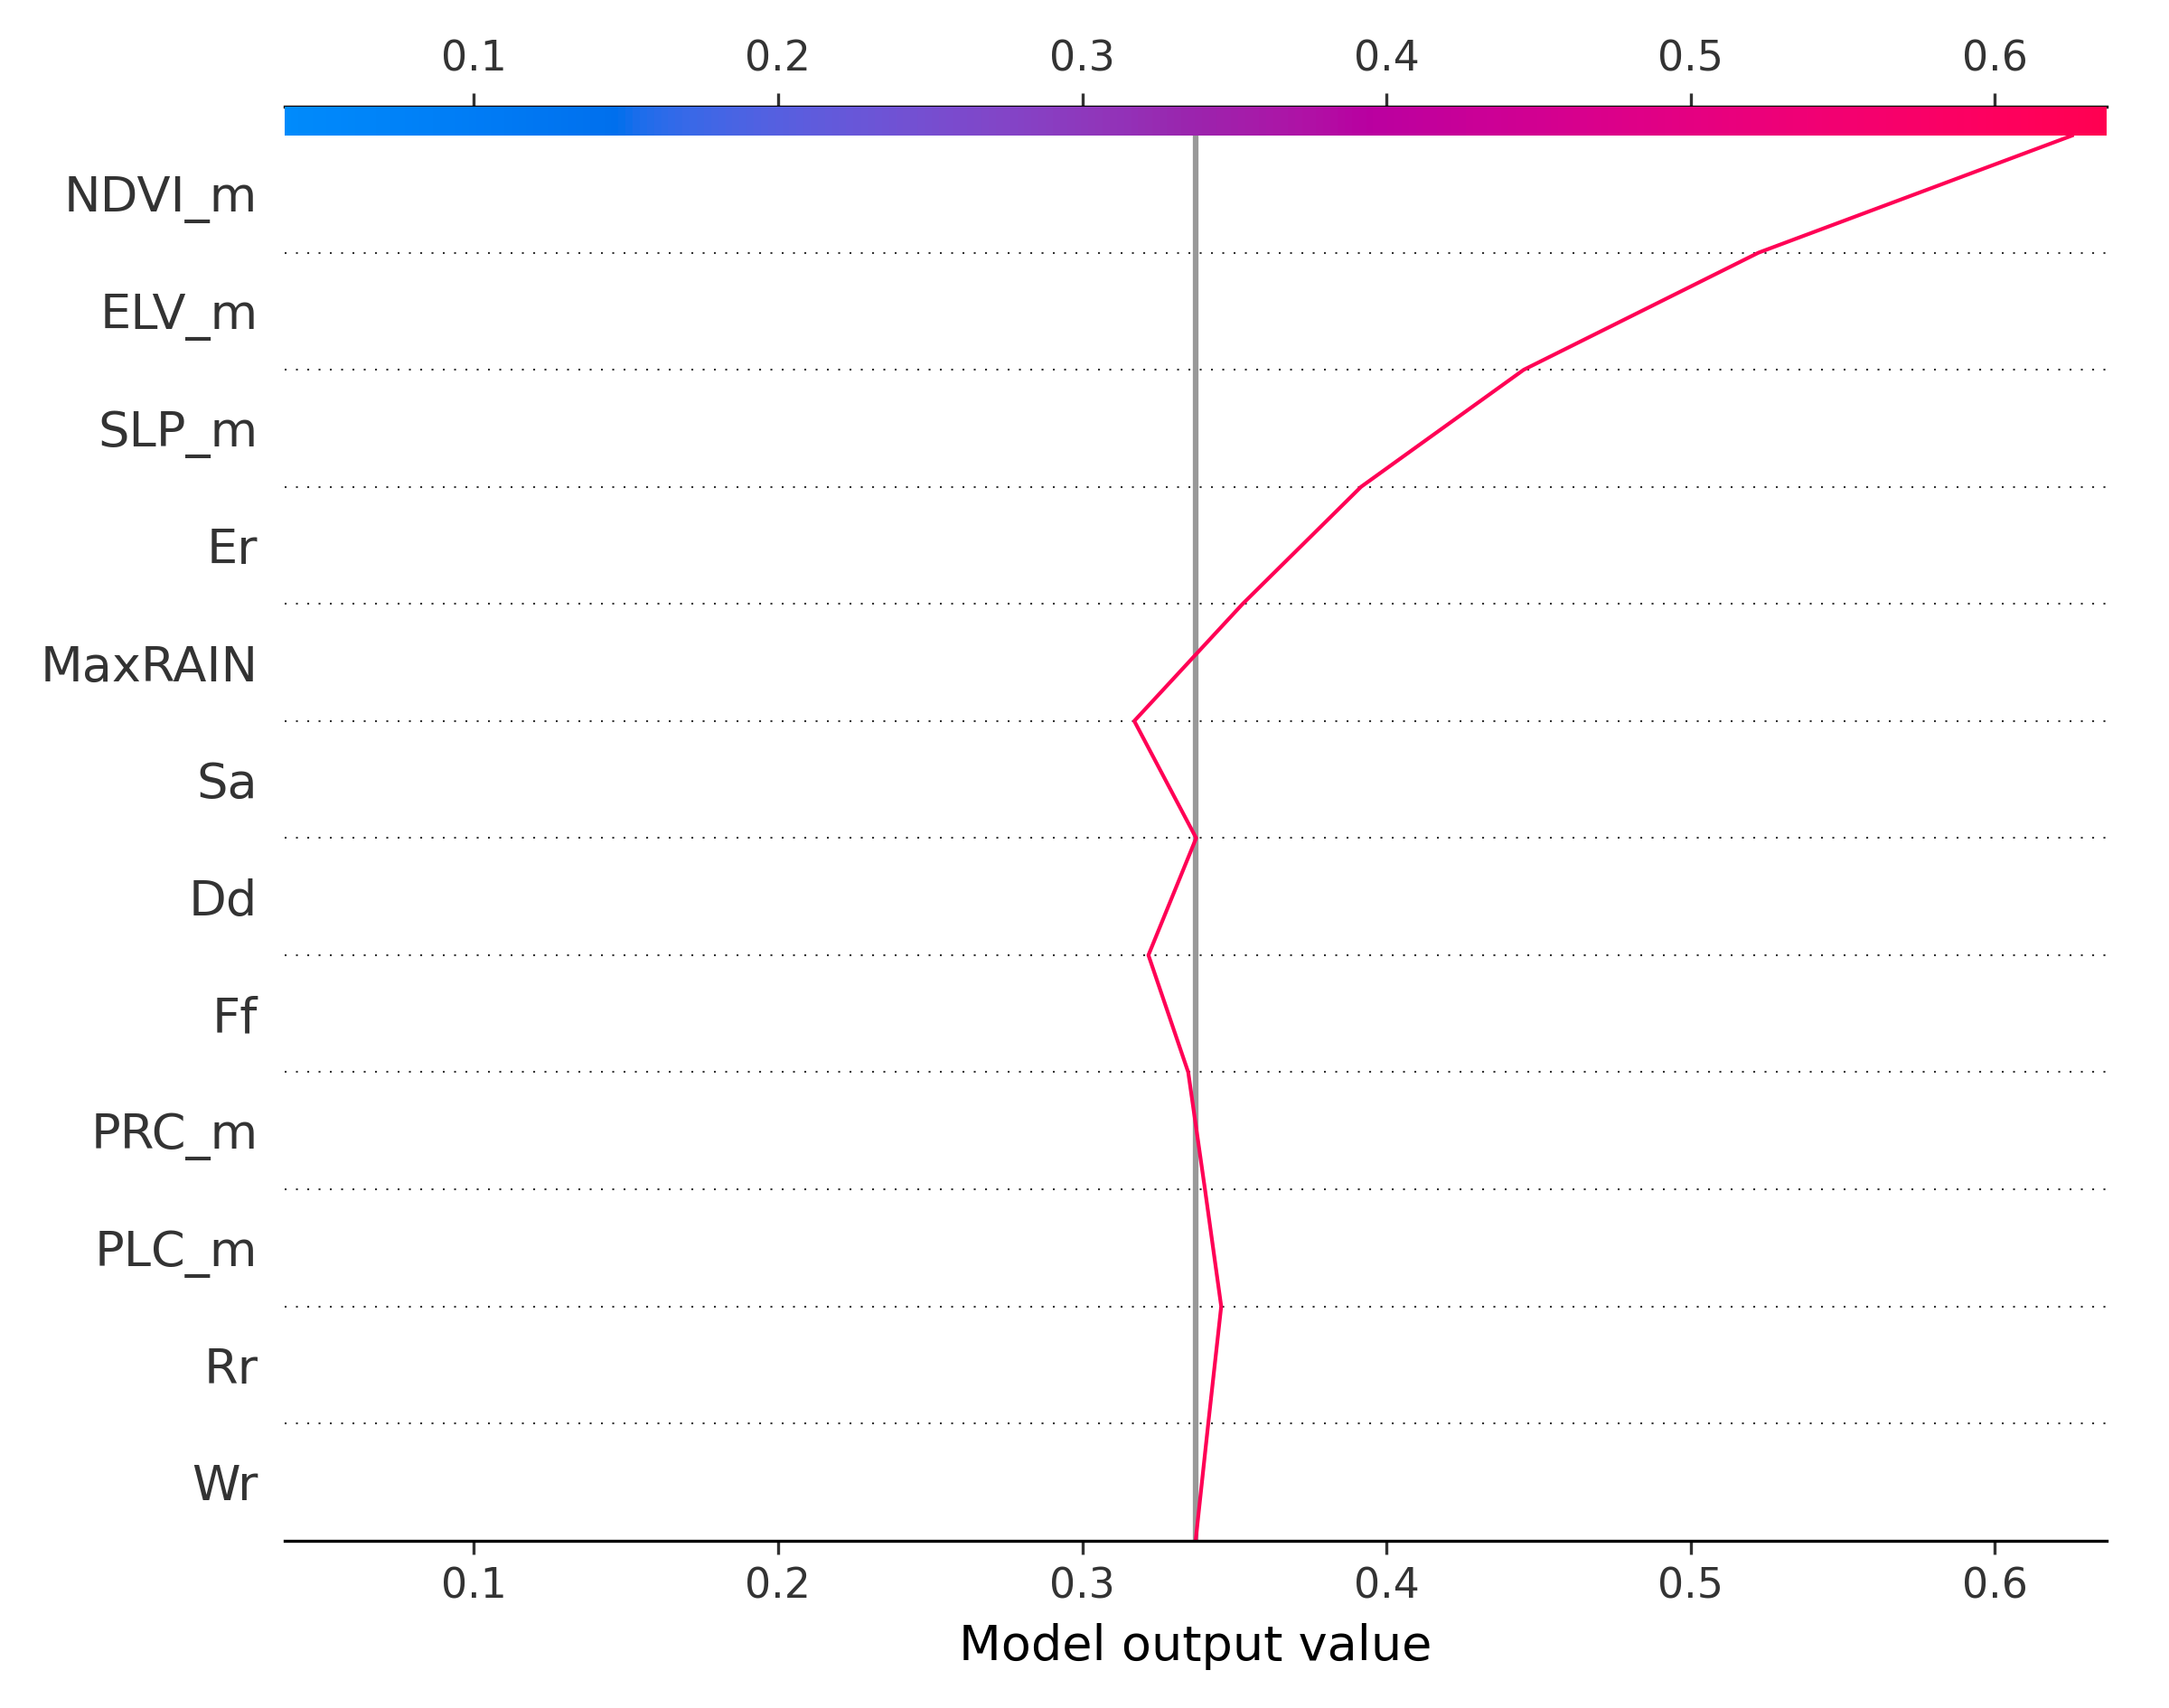 0.1 0.2 0.3 0.4 0.5 0.6
NDVI_m
ELV_m
SLP_m
Er
MaxRAIN
Sa
Dd
Ff
PRC_m
PLC_m
Rr
Wr
0.1 0.2 0.3 0.4 0.5 0.6
Model output value